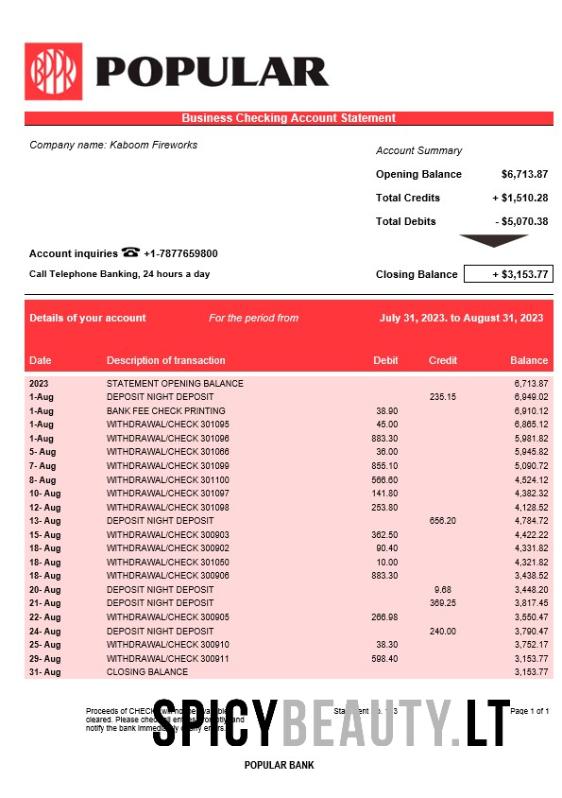 BPPR POPULAR
Business Checking Account Statement
Company name: Kaboom Fireworks
Account Summary
Opening Balance $6,713.87
Total Credits + $1,510.28
Total Debits - $5,070.38
Account inquiries ☎ +1-7877659800
Call Telephone Banking, 24 hours a day
Closing Balance + $3,153.77
Details of your account For the period from July 31, 2023. to August 31, 2023
Date Description of transaction Debit Credit Balance
2023 STATEMENT OPENING BALANCE 6,713.87
1-Aug DEPOSIT NIGHT DEPOSIT 235.15 6,949.02
1-Aug BANK FEE CHECK PRINTING 38.90 6,910.12
1-Aug WITHDRAWAL/CHECK 301095 45.00 6,865.12
1-Aug WITHDRAWAL/CHECK 301096 883.30 5,981.82
5- Aug WITHDRAWAL/CHECK 301066 36.00 5,945.82
7- Aug WITHDRAWAL/CHECK 301099 855.10 5,090.72
8- Aug WITHDRAWAL/CHECK 301100 566.60 4,524.12
10- Aug WITHDRAWAL/CHECK 301097 141.80 4,382.32
12- Aug WITHDRAWAL/CHECK 301098 253.80 4,128.52
13- Aug DEPOSIT NIGHT DEPOSIT 656.20 4,784.72
15- Aug WITHDRAWAL/CHECK 300903 362.50 4,422.22
18- Aug WITHDRAWAL/CHECK 300902 90.40 4,331.82
18- Aug WITHDRAWAL/CHECK 301050 10.00 4,321.82
18- Aug WITHDRAWAL/CHECK 300906 883.30 3,438.52
20- Aug DEPOSIT NIGHT DEPOSIT 9.68 3,448.20
21- Aug DEPOSIT NIGHT DEPOSIT 369.25 3,817.45
22- Aug WITHDRAWAL/CHECK 300905 266.98 3,550.47
24- Aug DEPOSIT NIGHT DEPOSIT 240.00 3,790.47
25- Aug WITHDRAWAL/CHECK 300910 38.30 3,752.17
29- Aug WITHDRAWAL/CHECK 300911 598.40 3,153.77
31- Aug CLOSING BALANCE 3,153.77
Proceeds of Page 1 of 1
cleared. Please and
notify the bank
SPICYBEAUTY.LT
POPULAR BANK